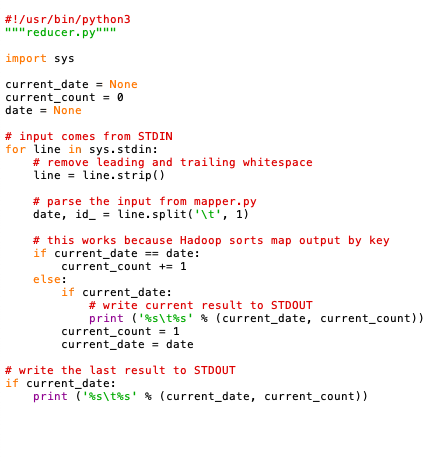 #!/usr/bin/python3
"""reducer.py"""

import sys

current_date = None
current_count = 0
date = None

# input comes from STDIN
for line in sys.stdin:
    # remove leading and trailing whitespace
    line = line.strip()

    # parse the input from mapper.py
    date, id_ = line.split('\t', 1)

    # this works because Hadoop sorts map output by key
    if current_date == date:
        current_count += 1
    else:
        if current_date:
            # write current result to STDOUT
            print ('%s\t%s' % (current_date, current_count))
        current_count = 1
        current_date = date

# write the last result to STDOUT
if current_date:
    print ('%s\t%s' % (current_date, current_count))